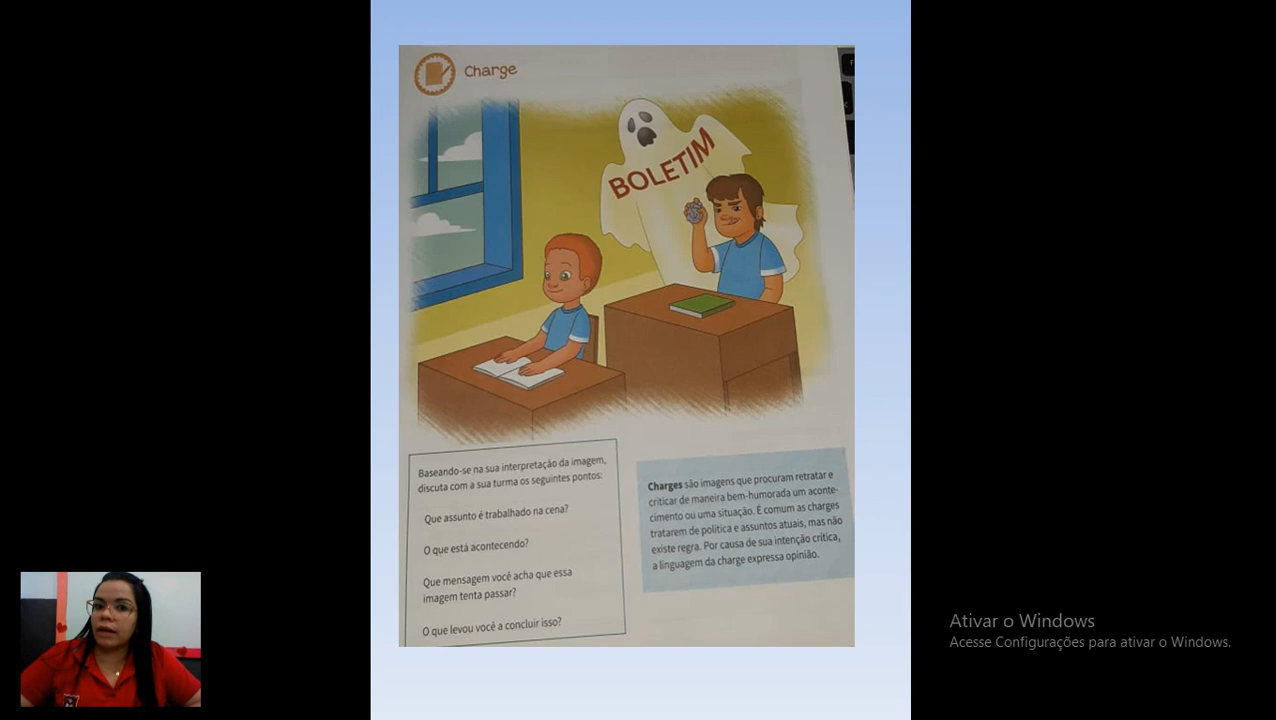 Charge
BOLETIM
Baseando-se na sua interpretação da imagem,
discuta com a sua turma os seguintes pontos:
Que assunto é trabalhado na cena?
O que está acontecendo?
Que mensagem você acha que essa
imagem tenta passar?
O que levou você a concluir isso?
Charges são imagens que procuram retratar e
criticar de maneira bem-humorada um aconte-
cimento ou uma situação. É comum as charges
tratarem de política e assuntos atuais, mas não
existe regra. Por causa de sua intenção crítica,
a linguagem da charge expressa opinião.
Ativar o Windows
Acesse Configurações para ativar o Windows.